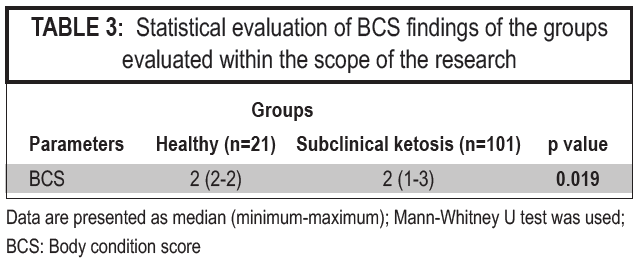 TABLE 3: Statistical evaluation of BCS findings of the groups
evaluated within the scope of the research
Groups
Parameters Healthy (n=21) Subclinical ketosis (n=101) p value
BCS 2 (2-2) 2 (1-3) 0.019
Data are presented as median (minimum-maximum); Mann-Whitney U test was used;
BCS: Body condition score